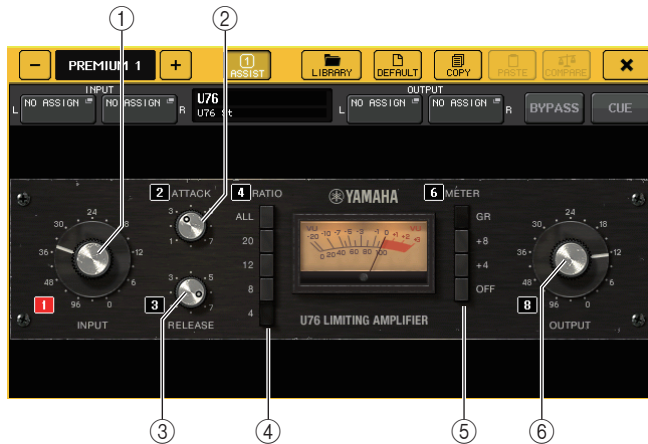 ① ②
− PREMIUM 1 + 1 ASSIST LIBRARY DEFAULT COPY PASTE COMPARE ×
INPUT OUTPUT
L NO ASSIGN NO ASSIGN R U76 L NO ASSIGN NO ASSIGN R BYPASS CUE
U76 St
2 ATTACK 4 RATIO YAMAHA 6 METER
ALL GR
20 +8
12 +4
8 OFF
4
30 24 18 36 12 48 6 96 0
1 INPUT
3 5 1 7
3 5 1 7
3 RELEASE
VU VU
-20 -10 -7 -5 -3 -1 0 +1 +2 +3
0 20 40 60 80 100
U76 LIMITING AMPLIFIER
30 24 18 36 12 48 6 96 0
8 OUTPUT
③ ④ ⑤ ⑥